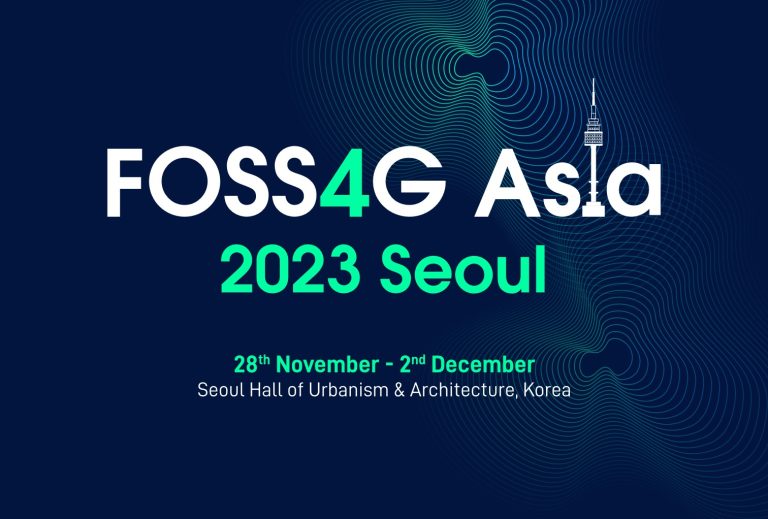 FOSS4G Asia
2023 Seoul
28th November - 2nd December
Seoul Hall of Urbanism & Architecture, Korea